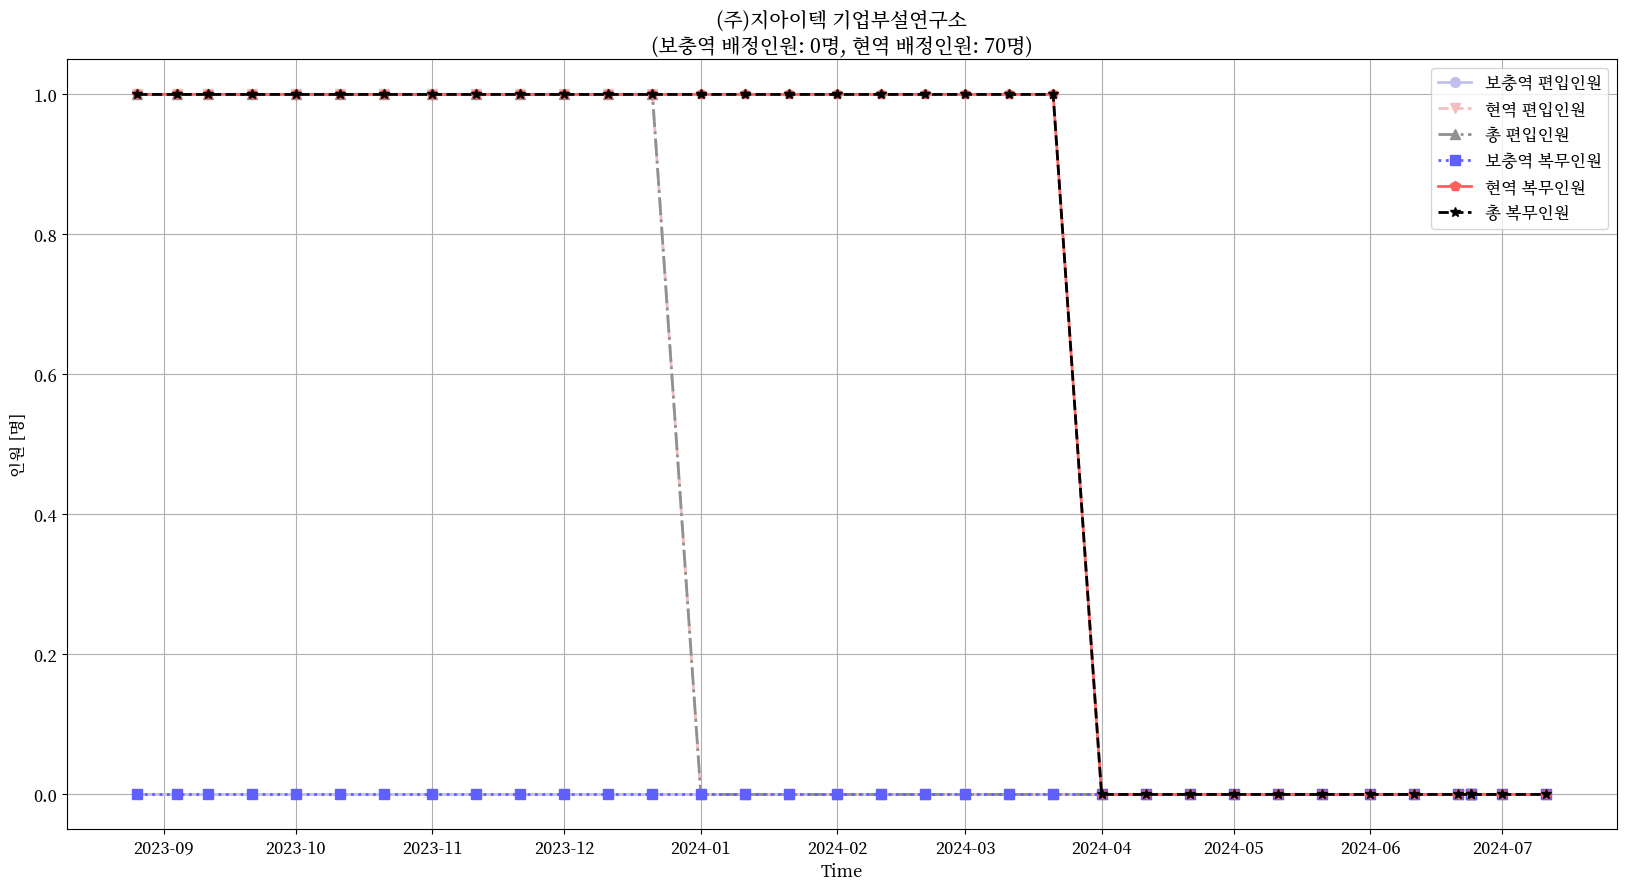 (주)지아이텍 기업부설연구소
(보충역 배정인원: 0명, 현역 배정인원: 70명)
보충역 편입인원
현역 편입인원
총 편입인원
보충역 복무인원
현역 복무인원
총 복무인원
1.0
0.8
0.6
0.4
0.2
0.0
인원 [명]
2023-09 2023-10 2023-11 2023-12 2024-01 2024-02 2024-03 2024-04 2024-05 2024-06 2024-07
Time